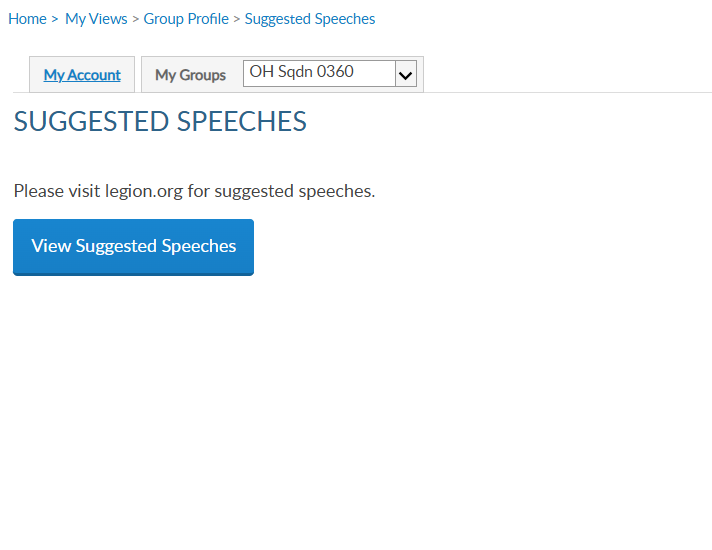 Home > My Views > Group Profile > Suggested Speeches
My Account My Groups OH Sqdn 0360
SUGGESTED SPEECHES
Please visit legion.org for suggested speeches.
View Suggested Speeches